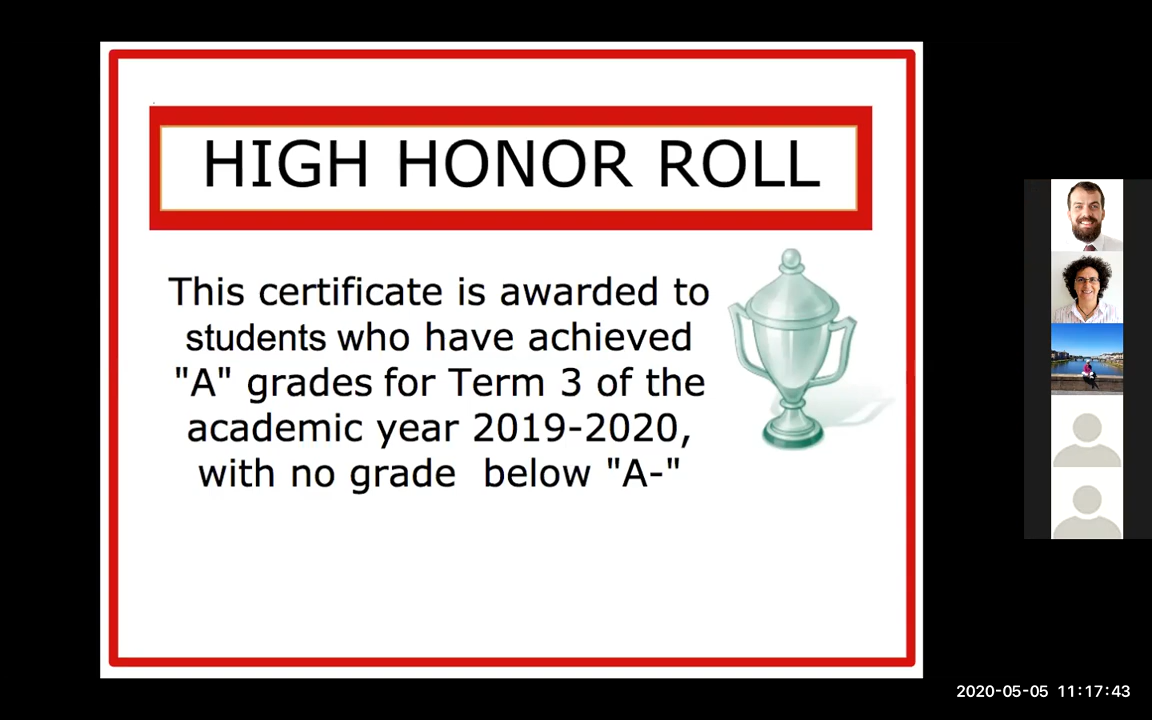 HIGH HONOR ROLL
This certificate is awarded to
students who have achieved
"A" grades for Term 3 of the
academic year 2019-2020,
with no grade  below "A-"
2020-05-05 11:17:43